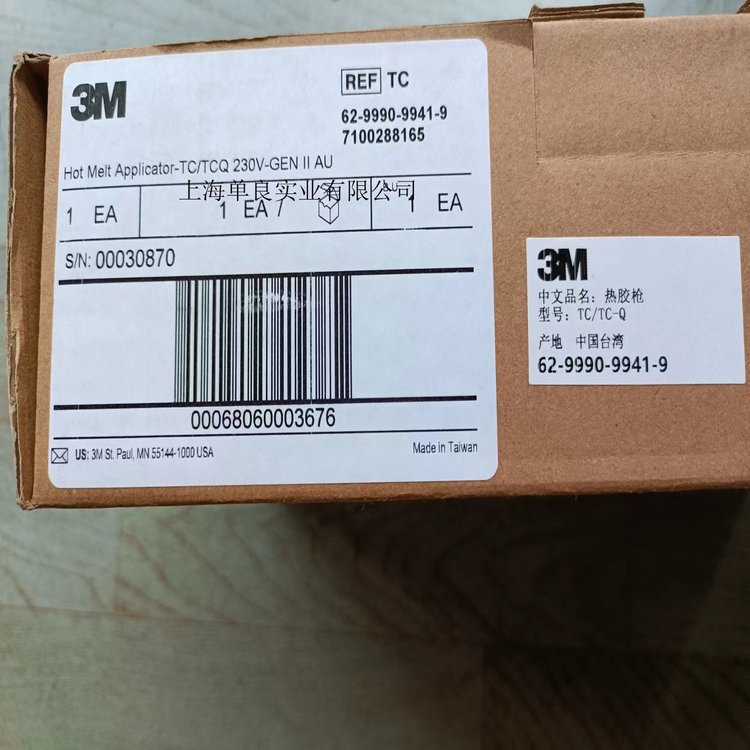 3M
REF TC
62-9990-9941-9
7100288165
Hot Melt Applicator-TC/TCQ 230V-GEN II AU
上海单良实业有限公司
1 EA
1 EA /
1 EA
S/N: 00030870
00068060003676
US: 3M St. Paul, MN 55144-1000 USA
Made in Taiwan
3M
中文品名：热胶枪
型号：TC/TC-Q
产地 中国台湾
62-9990-9941-9